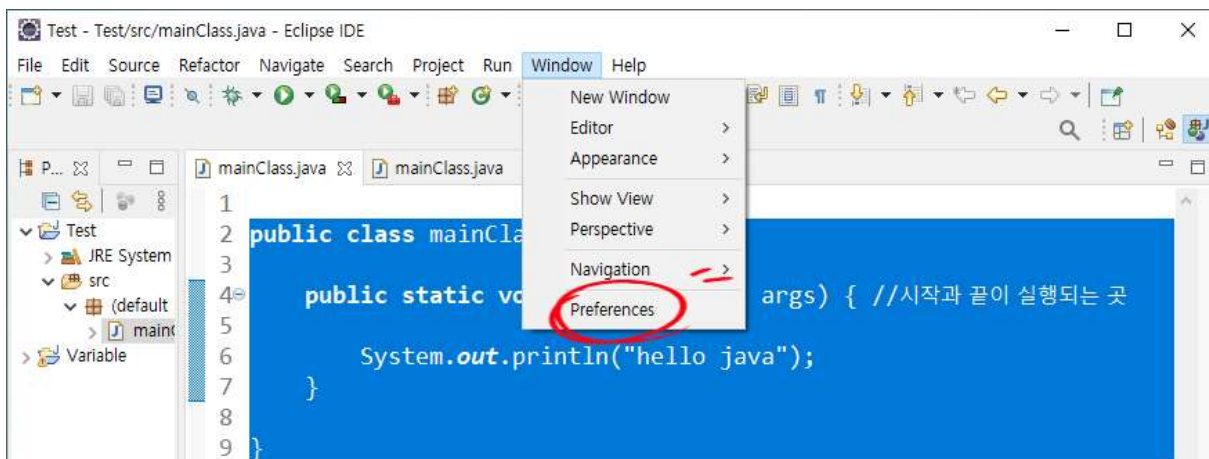 Test - Test/src/mainClass.java - Eclipse IDE
File Edit Source Refactor Navigate Search Project Run Window Help
New Window
Editor
Appearance
Show View
Perspective
Navigation
Preferences
P...
Test
JRE System
src
(default
main
Variable
mainClass.java
mainClass.java
1
2 public class mainCla
3
4 public static vo args) { //시작과 끝이 실행되는 곳
5
6 System.out.println("hello java");
7 }
8
9 }